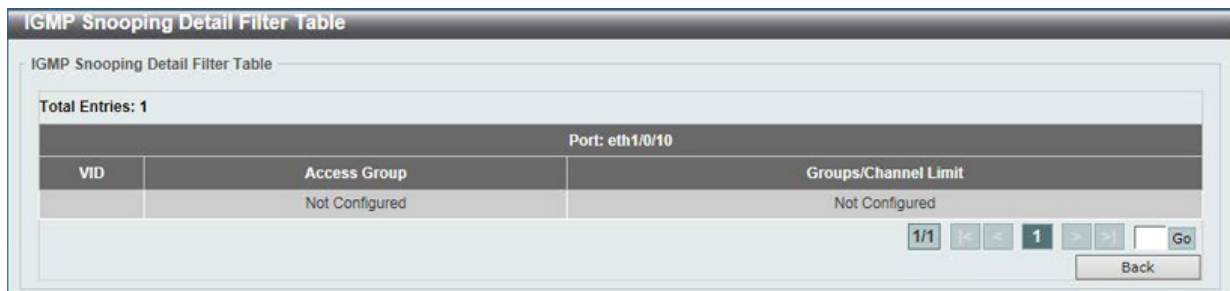 IGMP Snooping Detail Filter Table
IGMP Snooping Detail Filter Table
Total Entries: 1
Port: eth1/0/10
VID Access Group Groups/Channel Limit
Not Configured Not Configured
1/1 |< < 1 > >| Go
Back